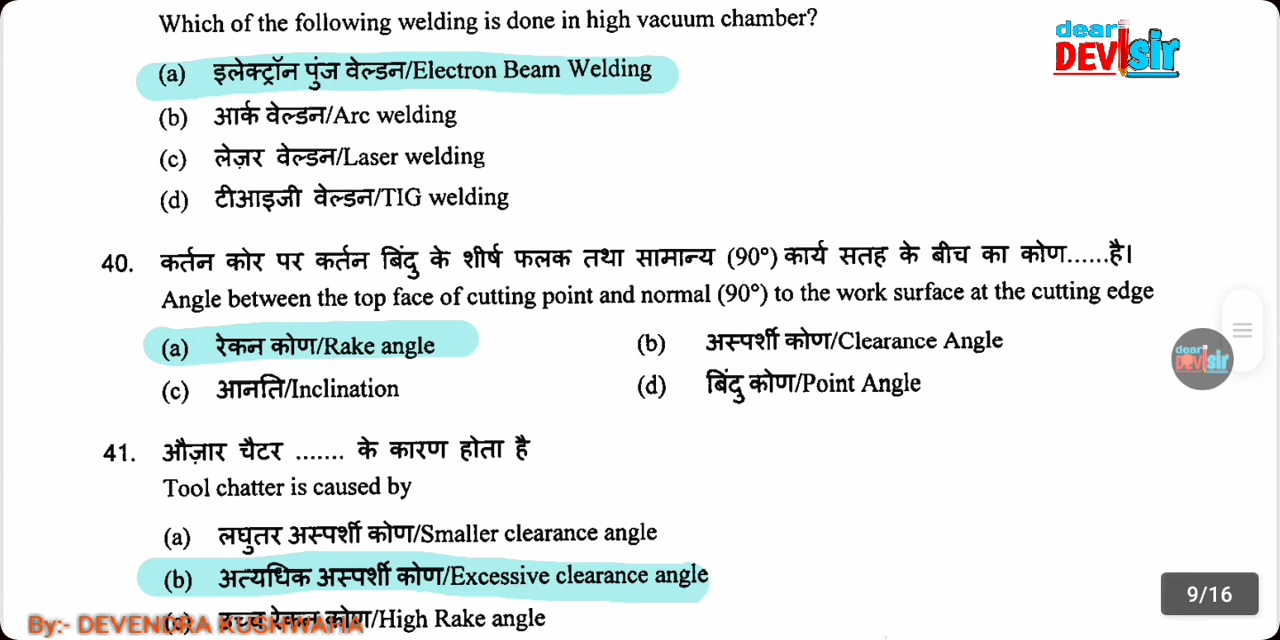 Which of the following welding is done in high vacuum chamber?
dear
DEVIsir
(a) इलेक्ट्रॉन पुंज वेल्डन/Electron Beam Welding
(b) आर्क वेल्डन/Arc welding
(c) लेज़र वेल्डन/Laser welding
(d) टीआइजी वेल्डन/TIG welding
40. कर्तन कोर पर कर्तन बिंदु के शीर्ष फलक तथा सामान्य (90°) कार्य सतह के बीच का कोण......है।
Angle between the top face of cutting point and normal (90°) to the work surface at the cutting edge
(a) रेकन कोण/Rake angle (b) अस्पर्शी कोण/Clearance Angle
dear
DEVIsir
(c) आनति/Inclination (d) बिंदु कोण/Point Angle
41. औज़ार चैटर ....... के कारण होता है
Tool chatter is caused by
(a) लघुतर अस्पर्शी कोण/Smaller clearance angle
(b) अत्यधिक अस्पर्शी कोण/Excessive clearance angle
9/16
(c) उच्च रेकन कोण/High Rake angle
By:- DEVENDRA KUSHWAHA